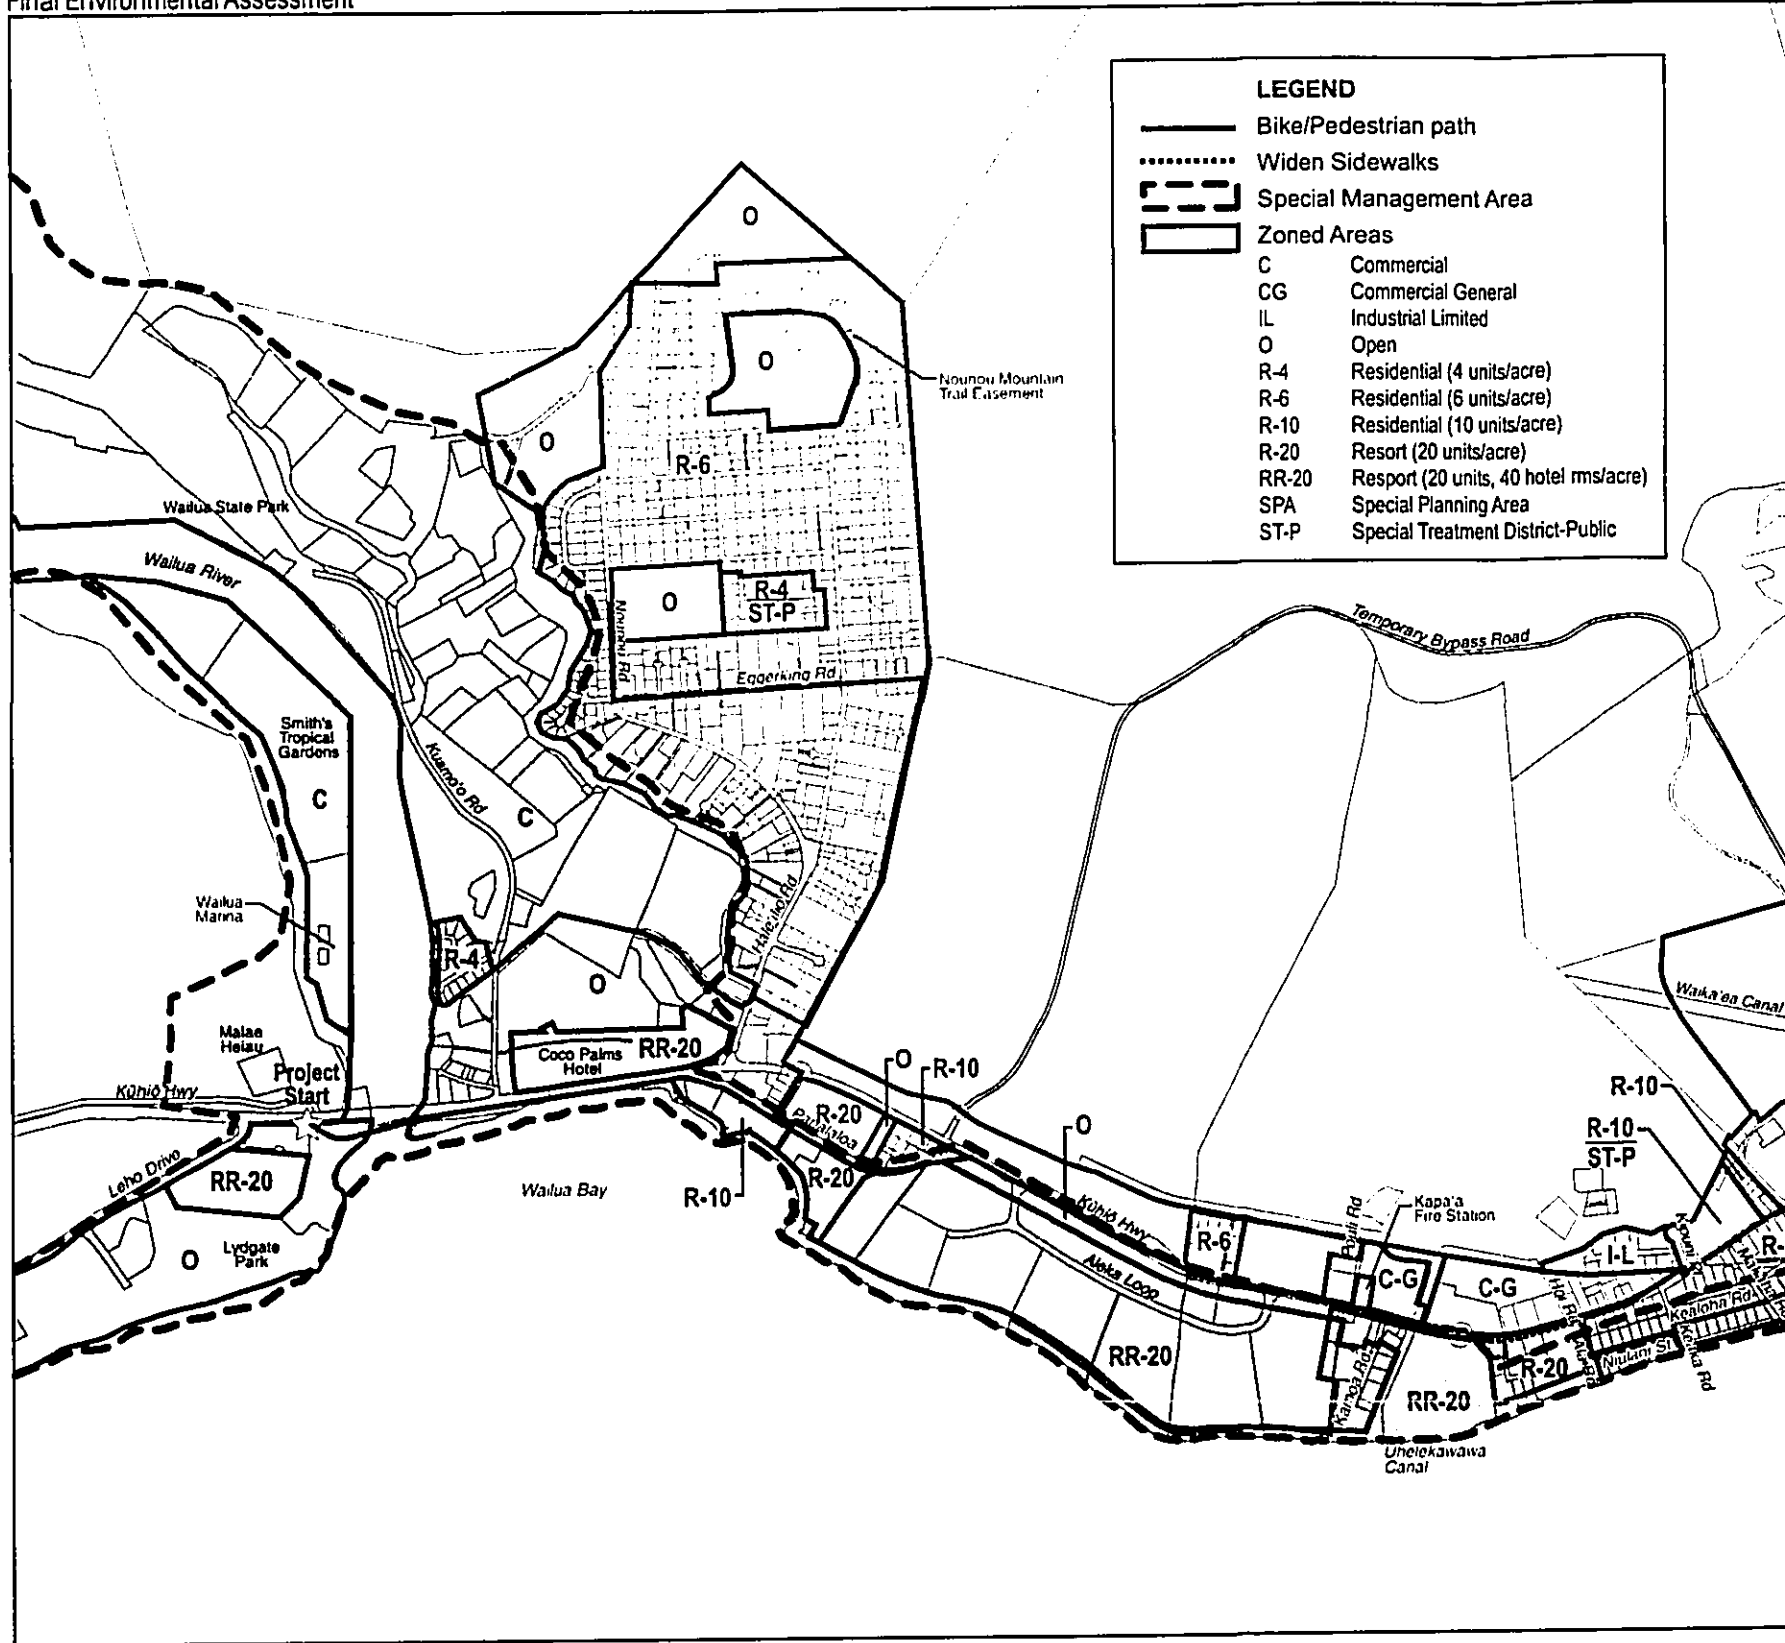 Final Environmental Assessment
LEGEND
Bike/Pedestrian path
Widen Sidewalks
Special Management Area
Zoned Areas
C Commercial
CG Commercial General
IL Industrial Limited
O Open
R-4 Residential (4 units/acre)
R-6 Residential (6 units/acre)
R-10 Residential (10 units/acre)
R-20 Resort (20 units/acre)
RR-20 Resport (20 units, 40 hotel rms/acre)
SPA Special Planning Area
ST-P Special Treatment District-Public
O
O
Nounou Mountain
Trail Easement
O
R-6
Wailua State Park
Wailua River
O
R-4
ST-P
Nounou Rd
Eggerking Rd
Temporary Bypass Road
Smith's
Tropical
Gardens
C
Kuamo'o Rd
C
Wailua
Marina
R-4
Haleilio Rd
O
Waika'ea Canal
Malae
Heiau
Project
Start
Kūhiō Hwy
Coco Palms
Hotel
RR-20
O
R-10
R-20
Papaloa
O
R-10
R-10
ST-P
Leho Drive
RR-20
Wailua Bay
R-10
R-20
Kūhiō Hwy
R-6
Pouli Rd
Kapa'a
Fire Station
O
Lydgate
Park
Aleka Loop
C-G
C-G
I-L
R-
Kealoha Rd
RR-20
Kamoa Rd
RR-20
R-20
Niulani St
Uhelekawawa
Canal